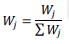 W_j = W_j / ∑ W_j